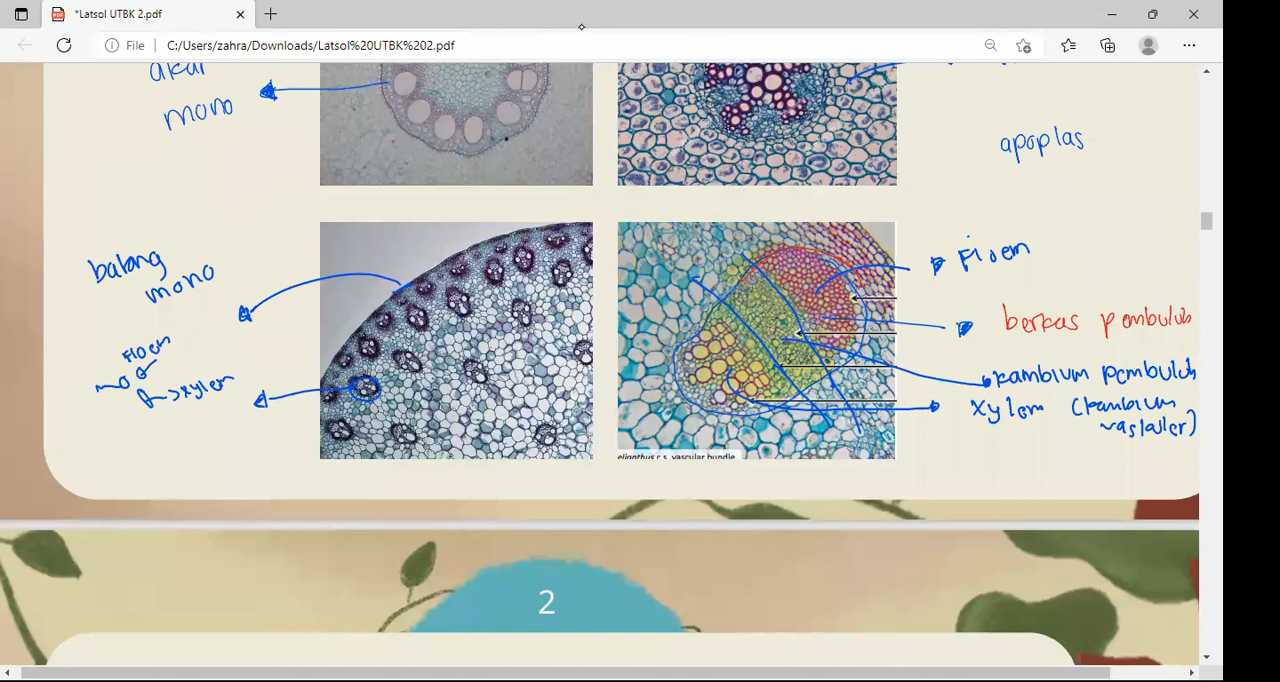 *Latsol UTBK 2.pdf
File
C:/Users/zahra/Downloads/Latsol%20UTBK%202.pdf
akar
mono
apoplas
batang
mono
Floem
xylem
Floem
berkas pembuluh
kambium pembuluh
xylem (kambium
vaskuler)
elianthus c.s. vascular bundle
2